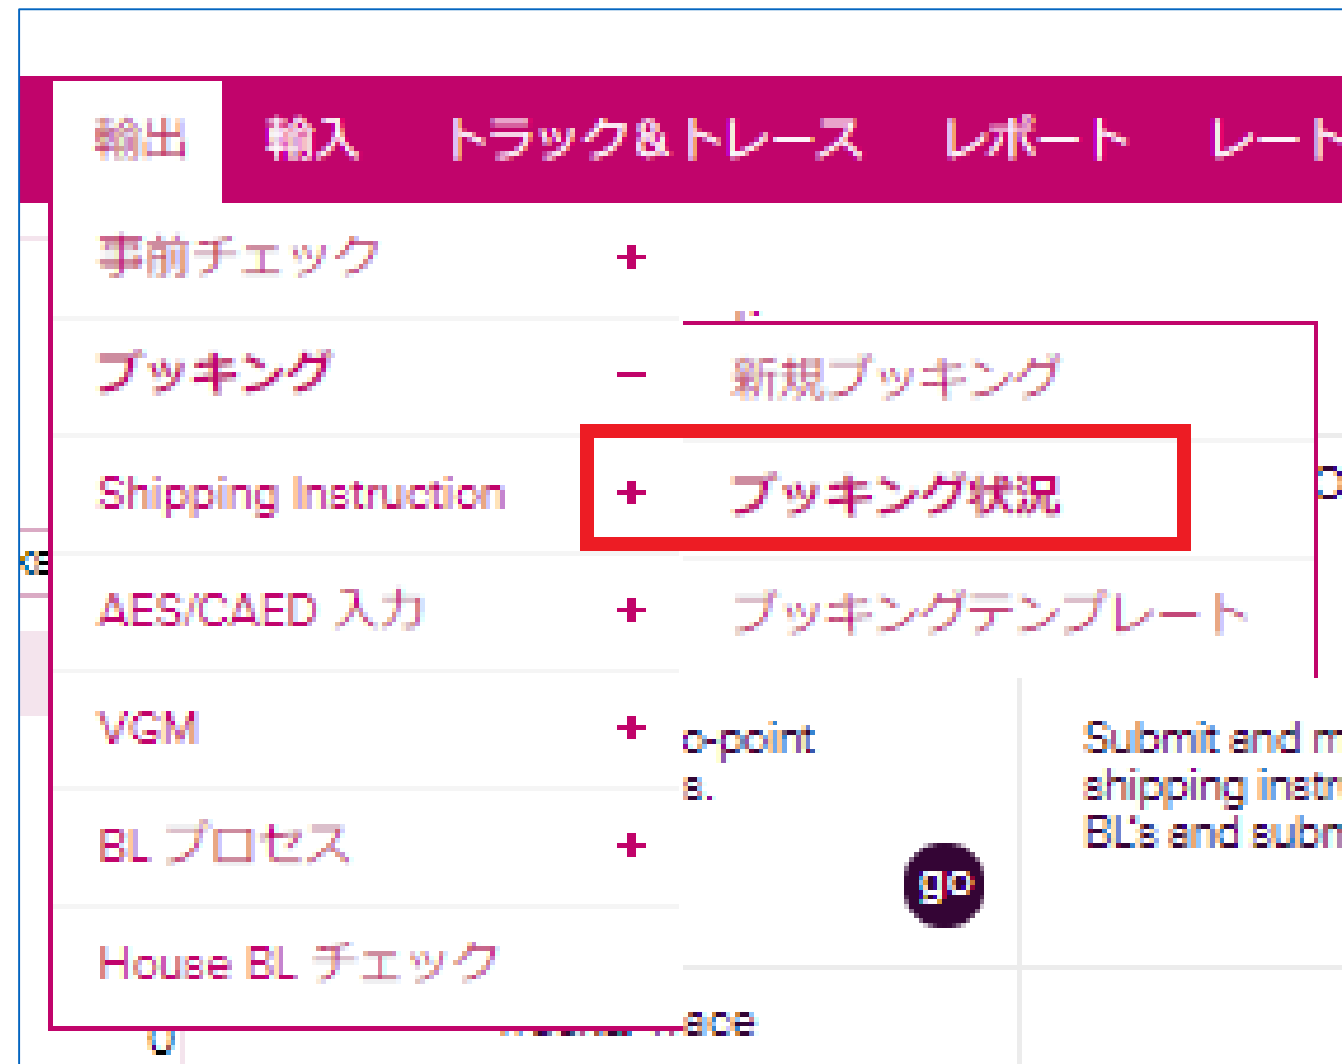 輸出 輸入 トラック&トレース レポート レート
事前チェック +
ブッキング −
新規ブッキング
Shipping Instruction +
ブッキング状況
AES/CAED 入力 +
ブッキングテンプレート
VGM +
o-point
s.
Submit and m
shipping instr
BL's and subm
BL プロセス +
go
House BL チェック
ace